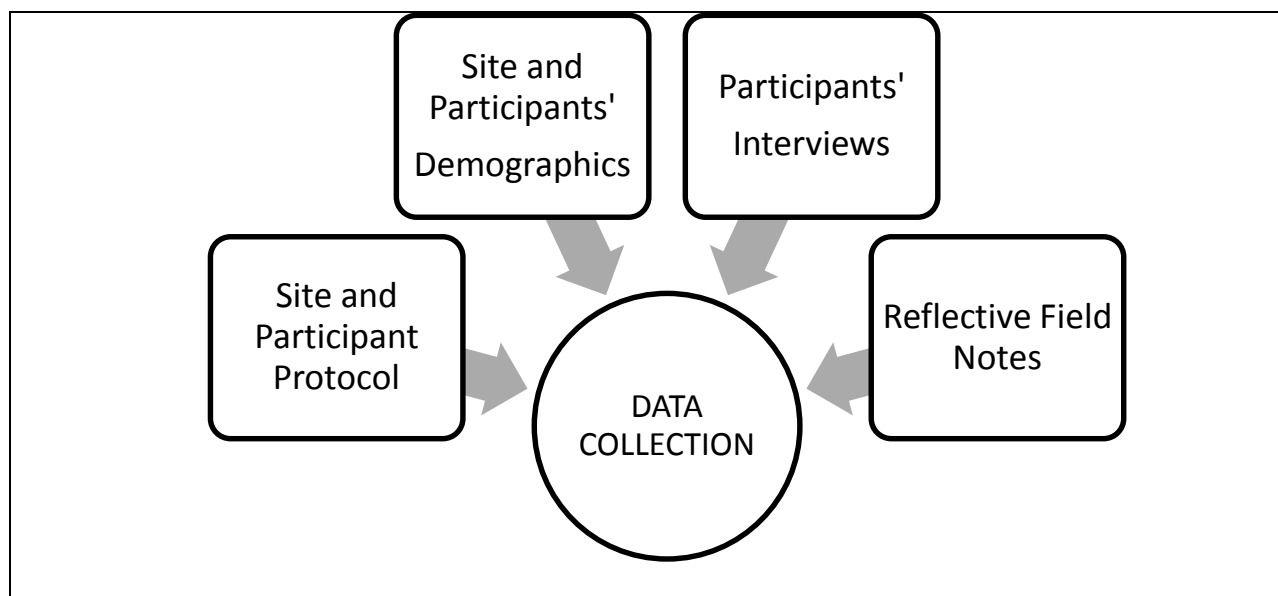 Site and
Participants'
Demographics
Participants'
Interviews
Site and
Participant
Protocol
Reflective Field
Notes
DATA
COLLECTION